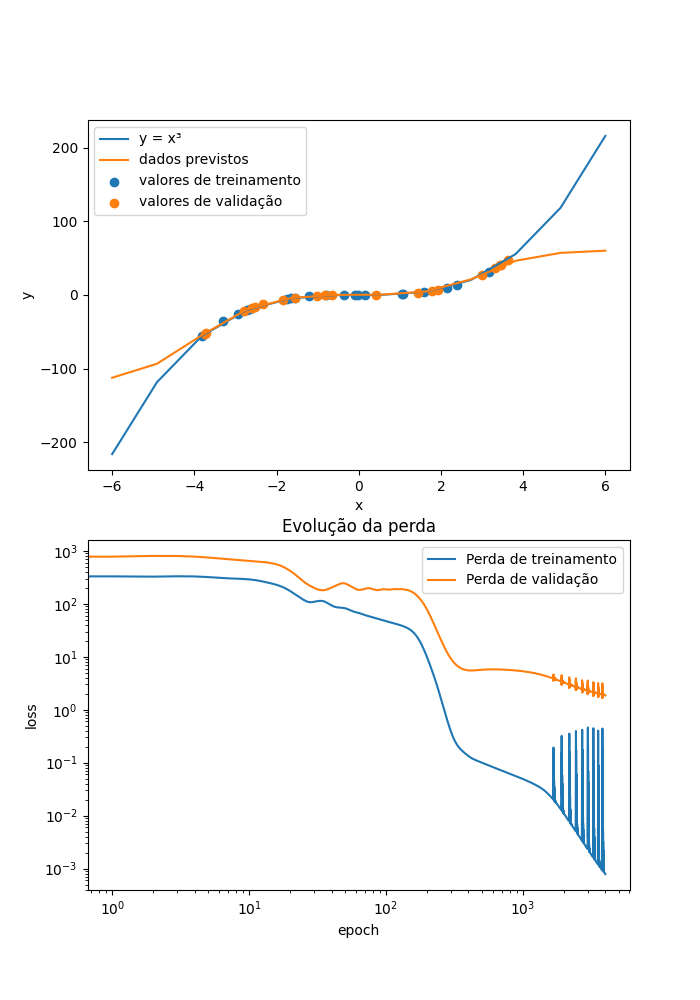 y = x³
dados previstos
valores de treinamento
valores de validação
200
100
0
−100
−200
y
−6
−4
−2
0
2
4
6
x
Evolução da perda
Perda de treinamento
Perda de validação
10³
10²
10¹
10⁰
10⁻¹
10⁻²
10⁻³
loss
10⁰
10¹
10²
10³
epoch